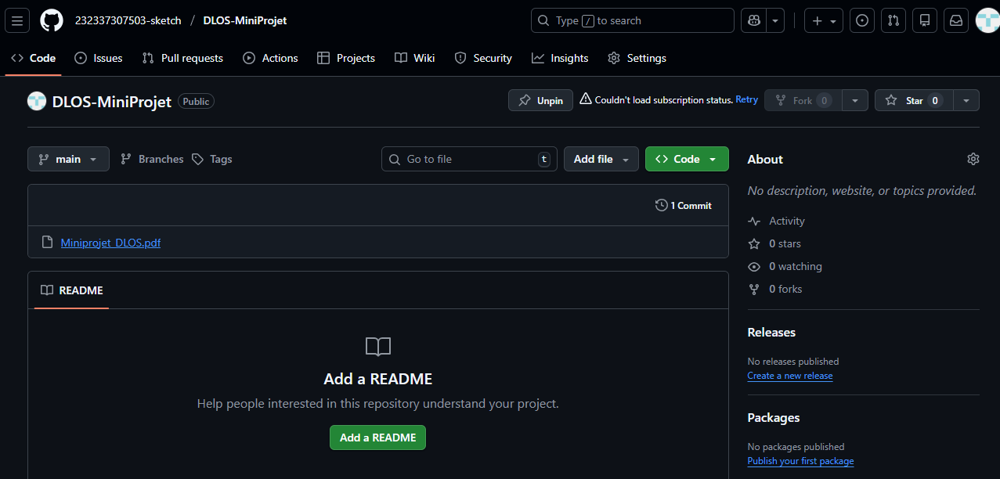 232337307503-sketch / DLOS-MiniProjet
Type / to search
Code Issues Pull requests Actions Projects Wiki Security Insights Settings
DLOS-MiniProjet Public
Unpin Couldn't load subscription status. Retry Fork 0 Star 0
main Branches Tags Go to file t Add file Code
1 Commit
Miniprojet_DLOS.pdf
README
Add a README
Help people interested in this repository understand your project.
Add a README
About
No description, website, or topics provided.
Activity
0 stars
0 watching
0 forks
Releases
No releases published
Create a new release
Packages
No packages published
Publish your first package